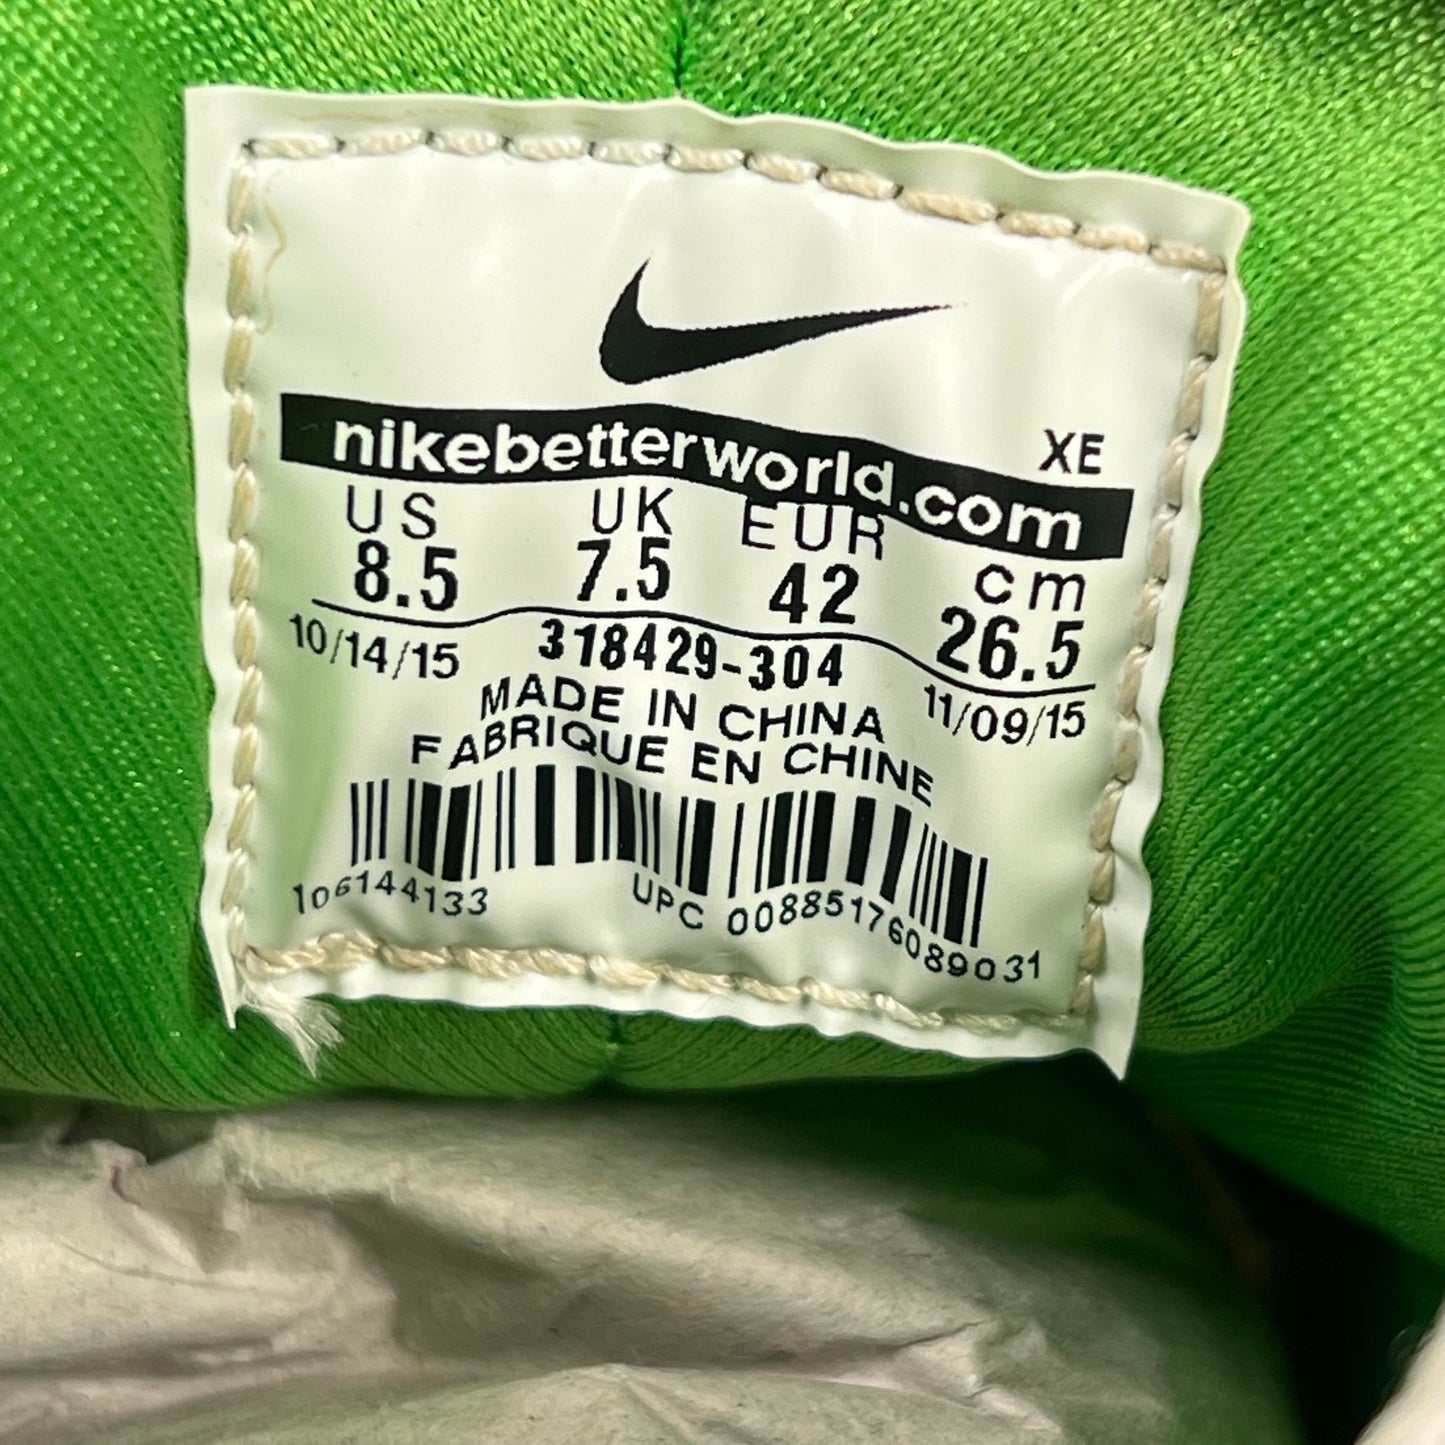 XE
nikebetterworld.com
US UK EUR cm
8.5 7.5 42 26.5
10/14/15 318429-304 11/09/15
MADE IN CHINA
FABRIQUE EN CHINE
106144133 UPC 00885176089031